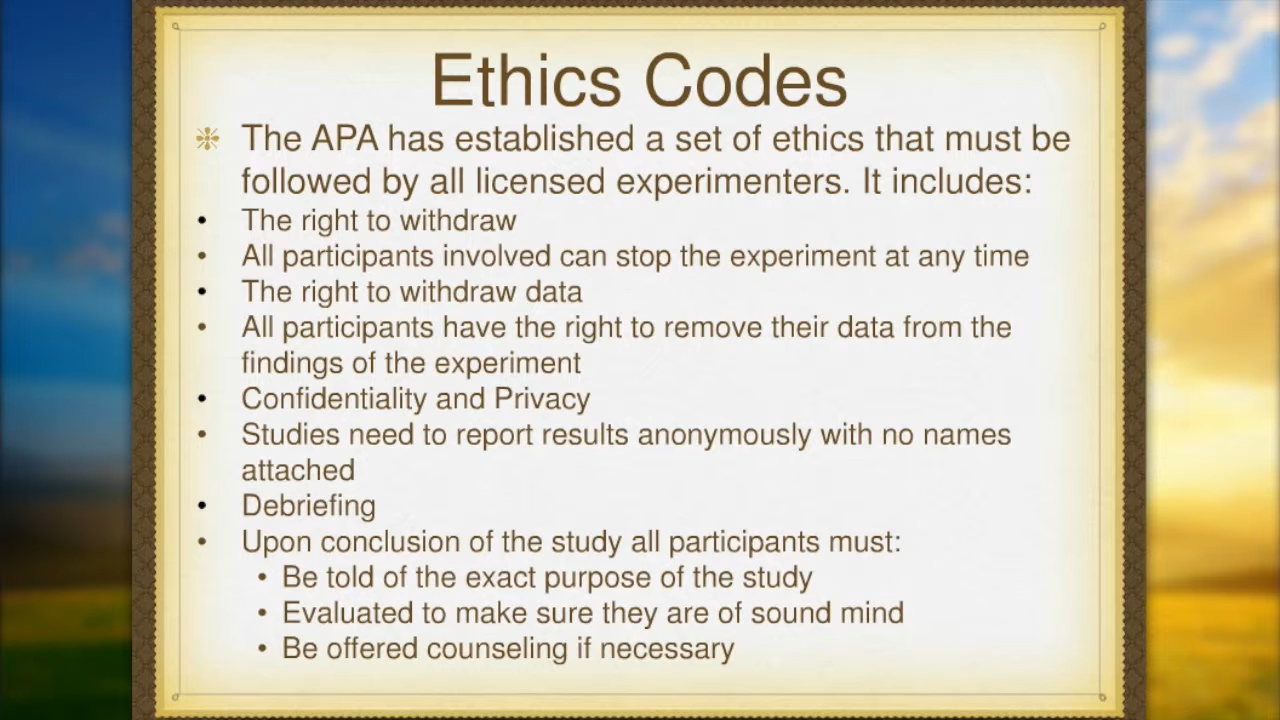 Ethics Codes
The APA has established a set of ethics that must be
followed by all licensed experimenters. It includes:
• The right to withdraw
• All participants involved can stop the experiment at any time
• The right to withdraw data
• All participants have the right to remove their data from the
findings of the experiment
• Confidentiality and Privacy
• Studies need to report results anonymously with no names
attached
• Debriefing
• Upon conclusion of the study all participants must:
• Be told of the exact purpose of the study
• Evaluated to make sure they are of sound mind
• Be offered counseling if necessary